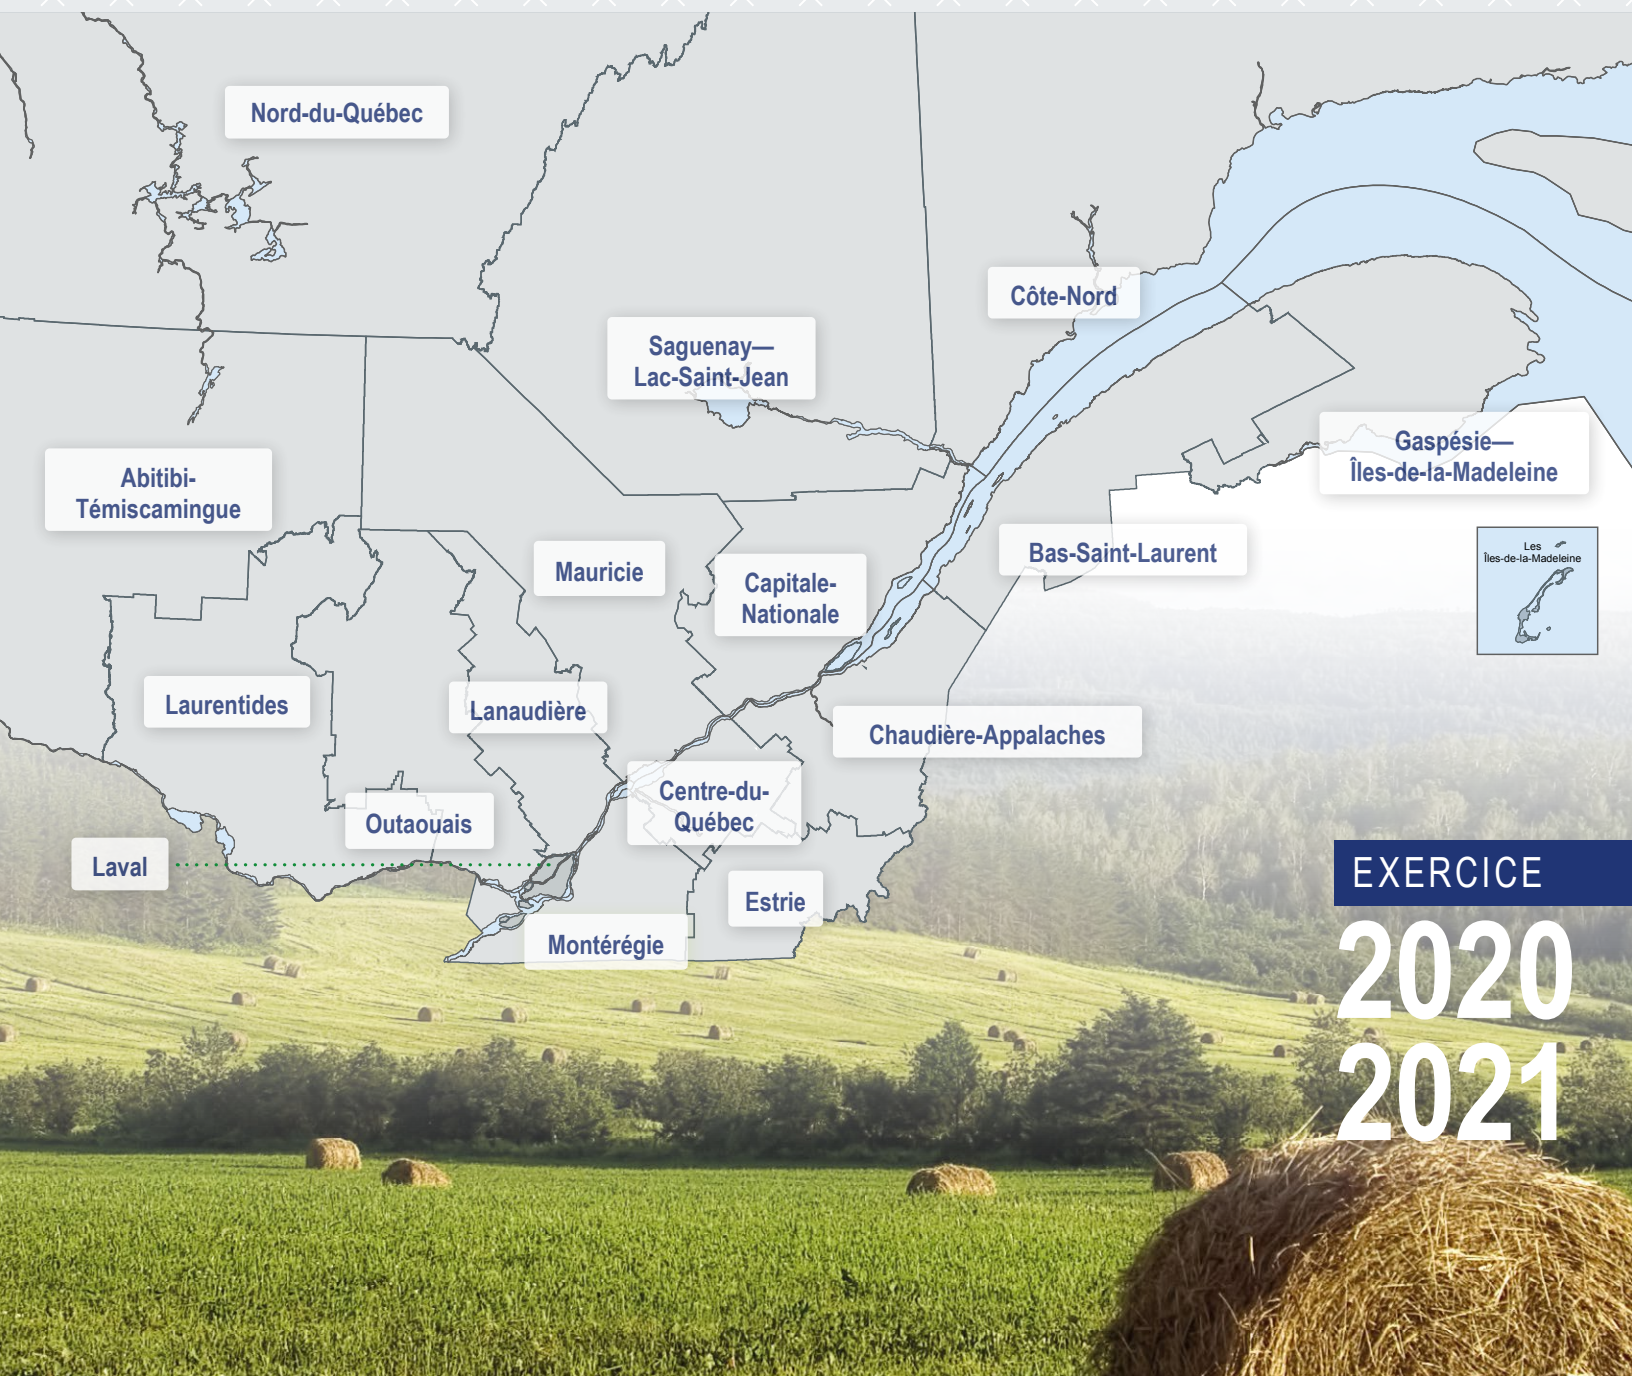 Nord-du-Québec
Côte-Nord
Saguenay—
Lac-Saint-Jean
Gaspésie—
Îles-de-la-Madeleine
Abitibi-
Témiscamingue
Bas-Saint-Laurent
Les
Îles-de-la-Madeleine
Mauricie
Capitale-
Nationale
Laurentides
Lanaudière
Chaudière-Appalaches
Centre-du-
Québec
Outaouais
Laval
Estrie
Montérégie
EXERCICE
2020
2021